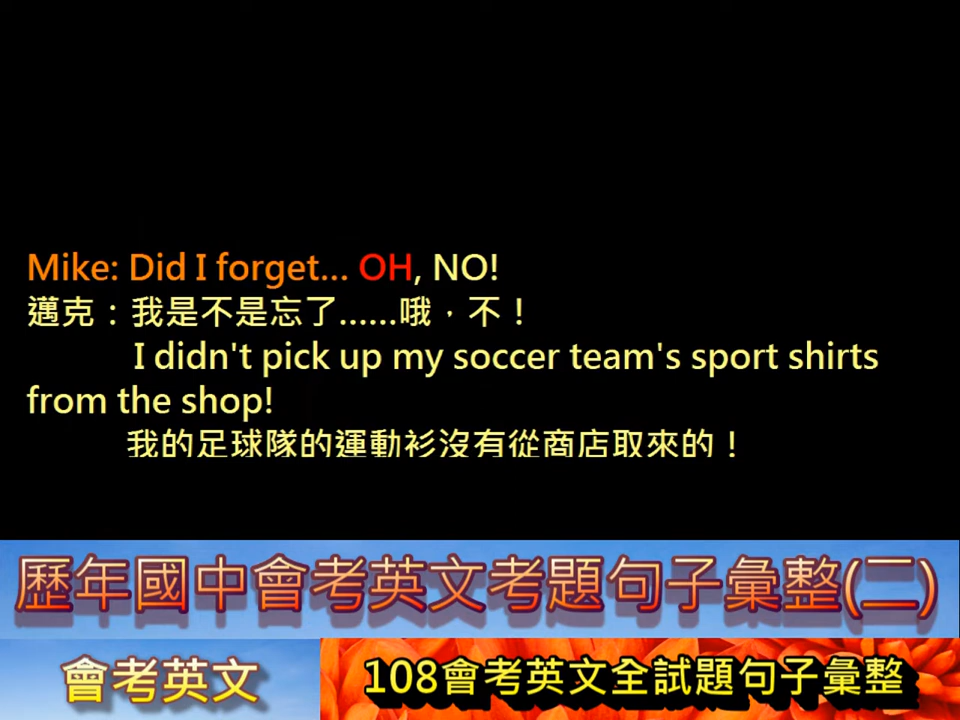 Mike: Did I forget... OH, NO!
邁克：我是不是忘了......哦，不！
I didn't pick up my soccer team's sport shirts
from the shop!
我的足球隊的運動衫沒有從商店取來的！
歷年國中會考英文考題句子彙整(二)
會考英文
108會考英文全試題句子彙整